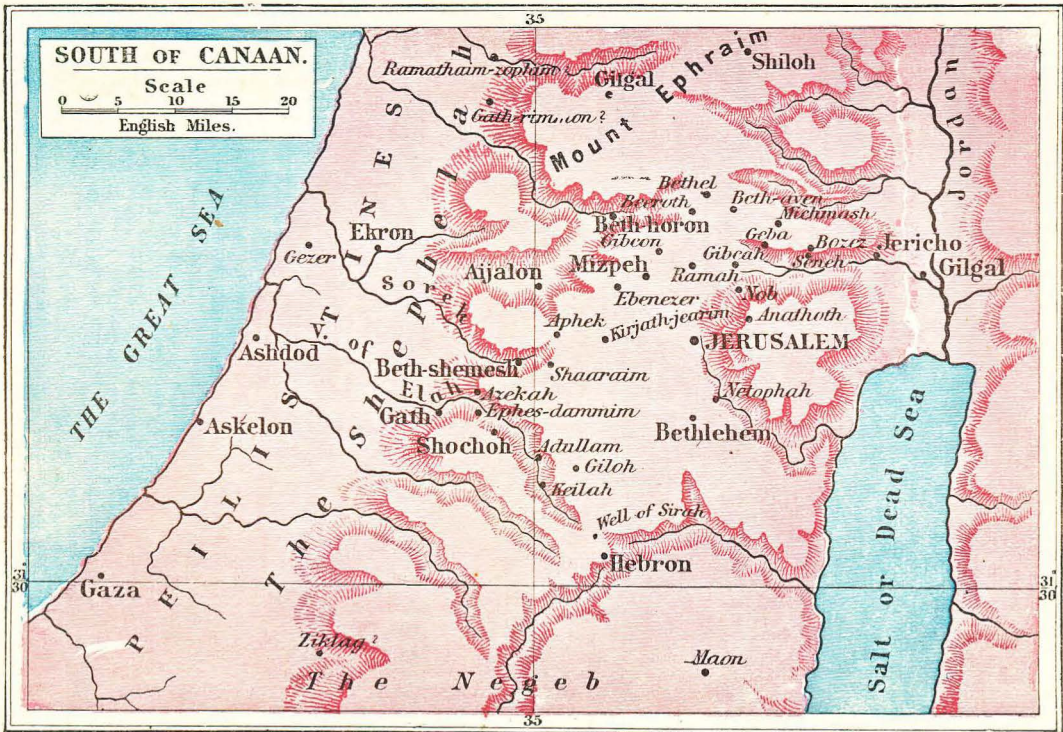 SOUTH OF CANAAN.
Scale
0 5 10 15 20
English Miles.
35
THE GREAT SEA
Ramathaim-zophim
Gilgal
Mount Ephraim
Shiloh
Jordan
PHILISTINES
The Shephelah
Bethel
Beeroth
Beth-aven
Michmash
Beth-horon
Gibeon
Geba
Bozez
Seneh
Jericho
Gilgal
Gezer
Ekron
Aijalon
Mizpeh
Ramah
Gibeah
Nob
Sorek
Ebenezer
Anathoth
Aphek
Kirjath-jearim
JERUSALEM
Ashdod
V. of Elah
Beth-shemesh
Shaaraim
Azekah
Netophah
Gath
Ephes-dammim
Askelon
Shochoh
Bethlehem
Adullam
Giloh
Keilah
Well of Sirah
Hebron
Salt or Dead Sea
31°
30
31°
30
Gaza
Ziklag?
Maon
The Negeb
35